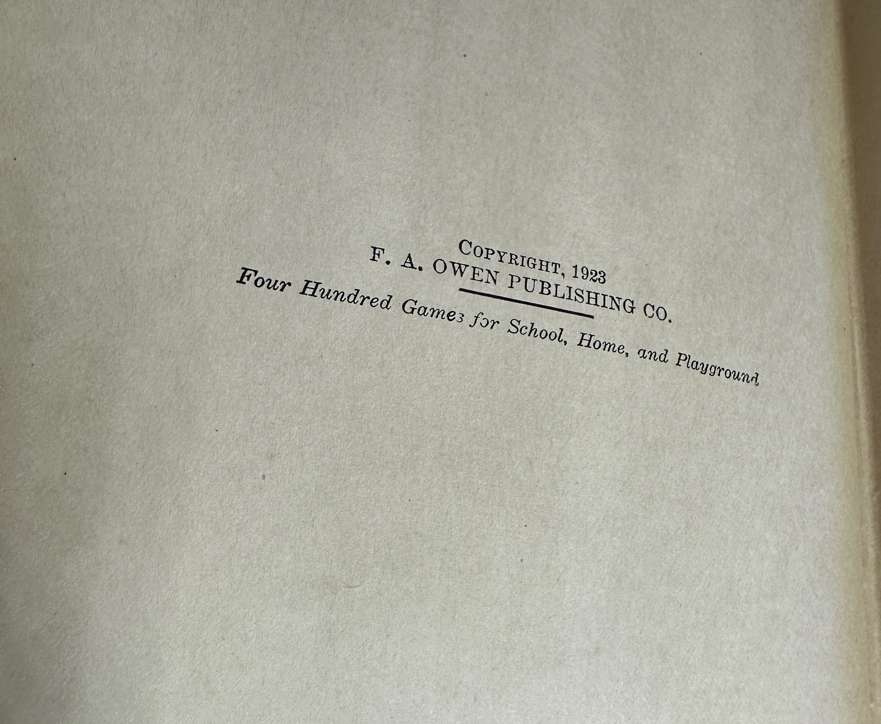 COPYRIGHT, 1923
F. A. OWEN PUBLISHING CO.
Four Hundred Games for School, Home, and Playground